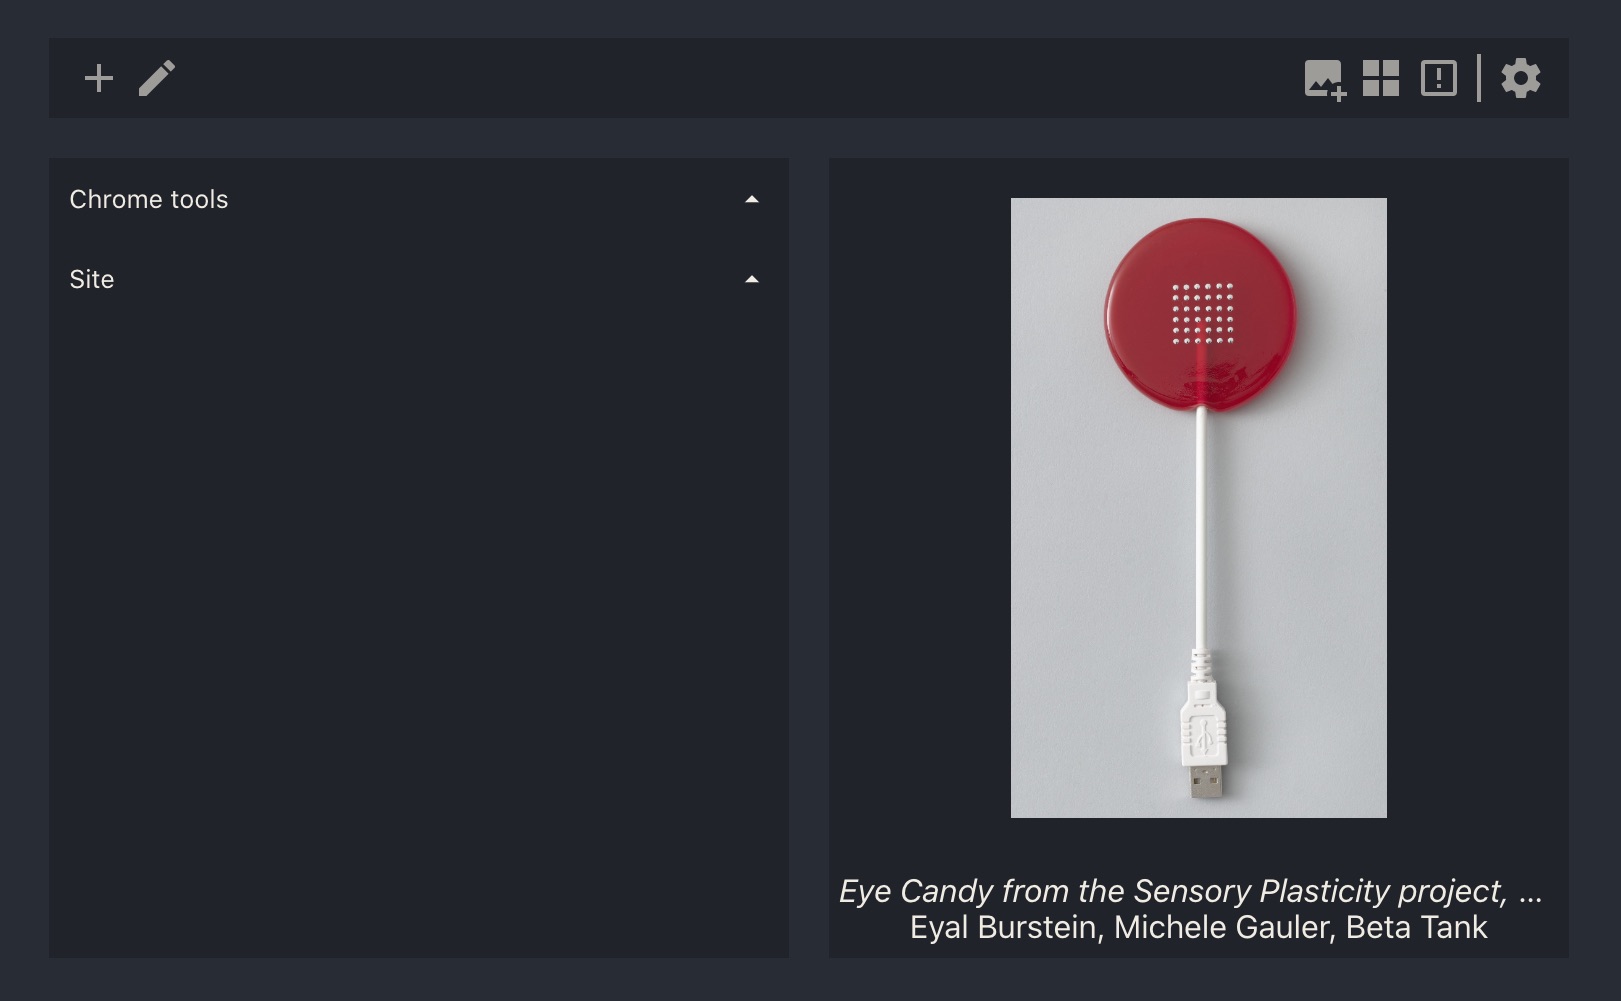 Chrome tools
Site
Eye Candy from the Sensory Plasticity project, ...
Eyal Burstein, Michele Gauler, Beta Tank